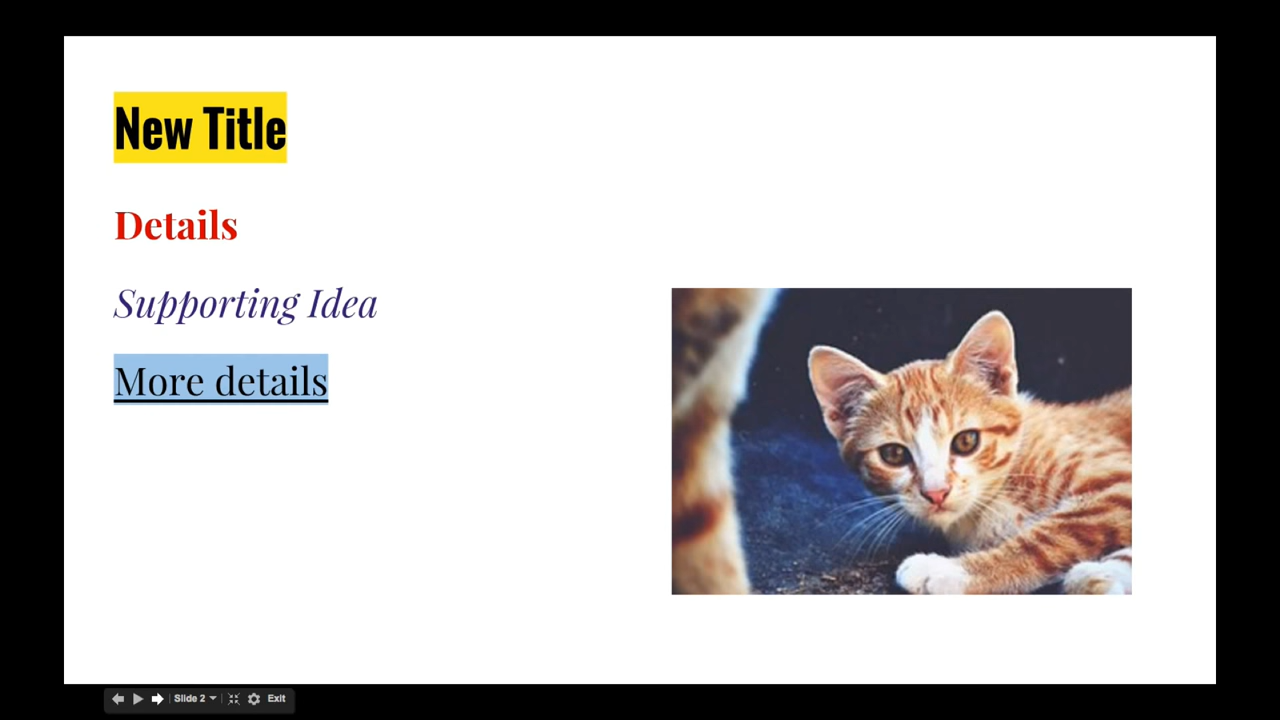 New Title
Details
Supporting Idea
More details
Slide 2
Exit